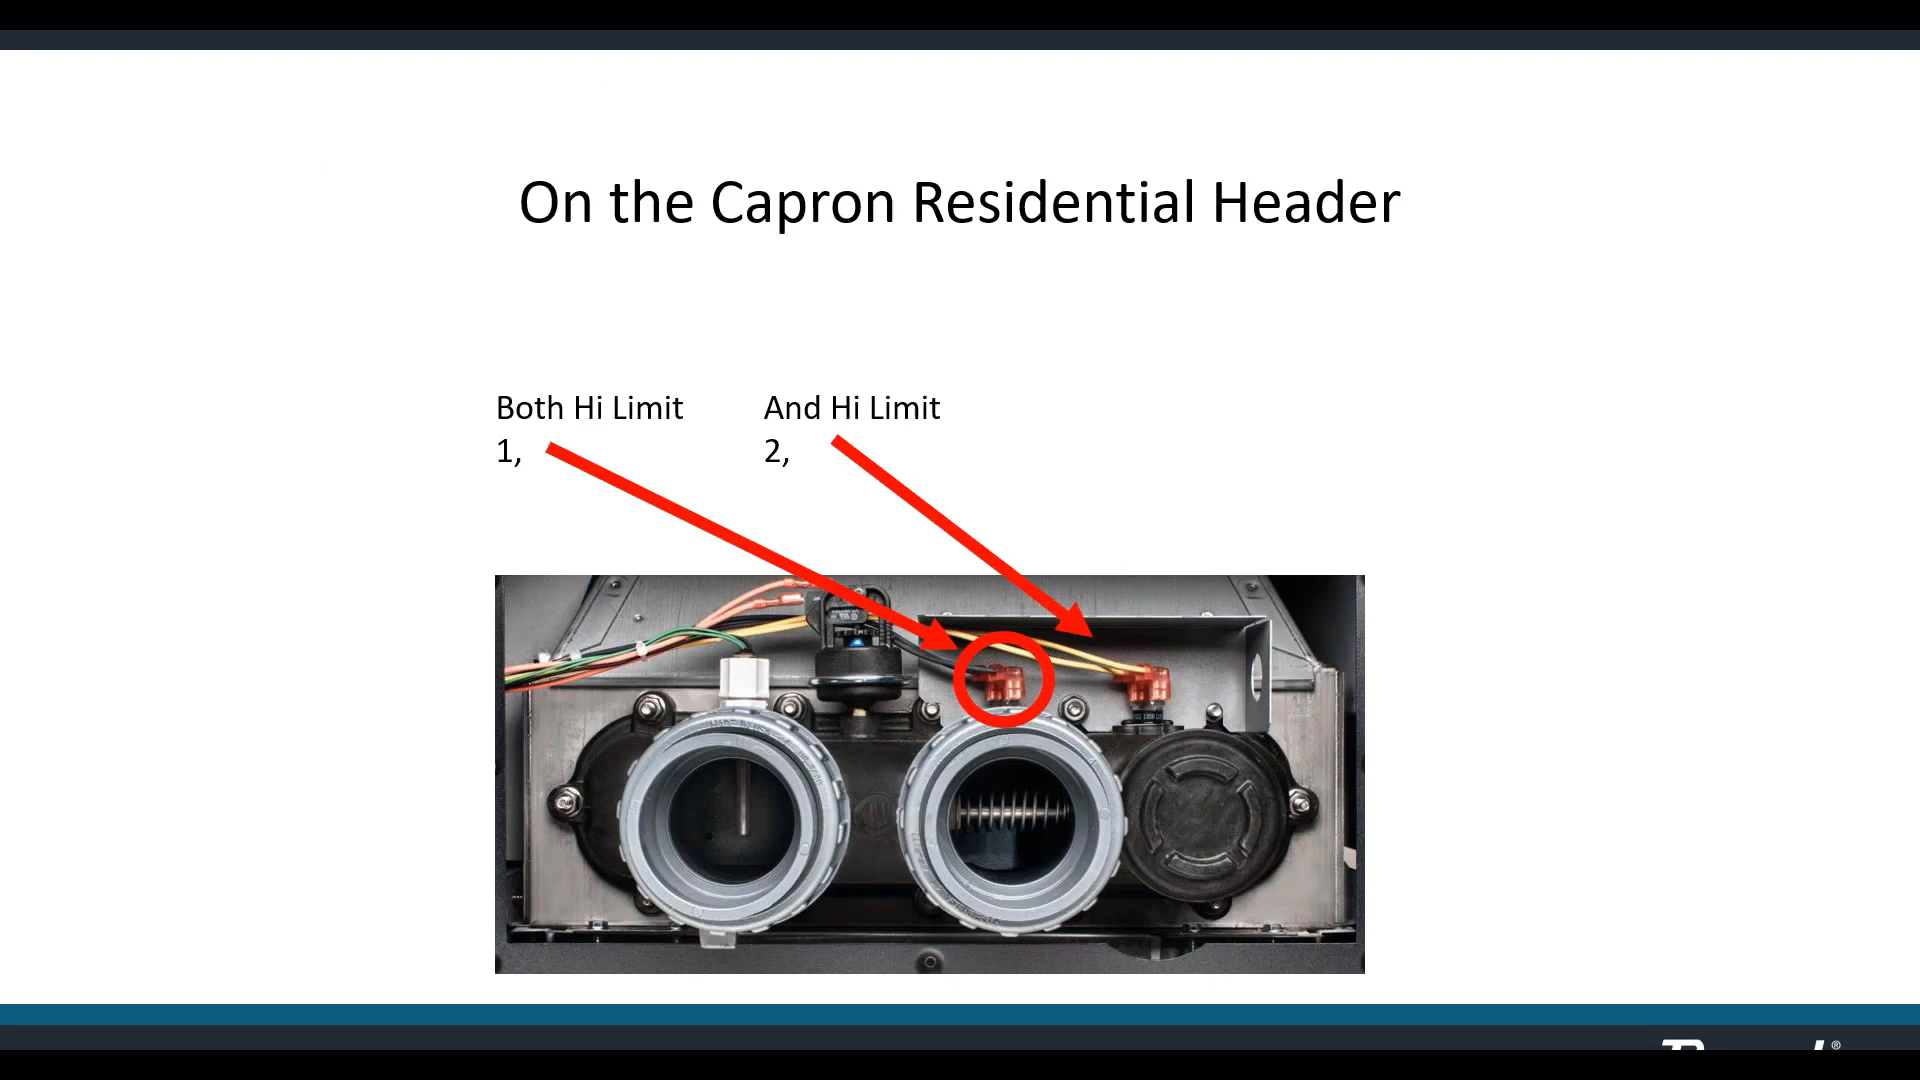 On the Capron Residential Header
Both Hi Limit
1,
And Hi Limit
2,
®